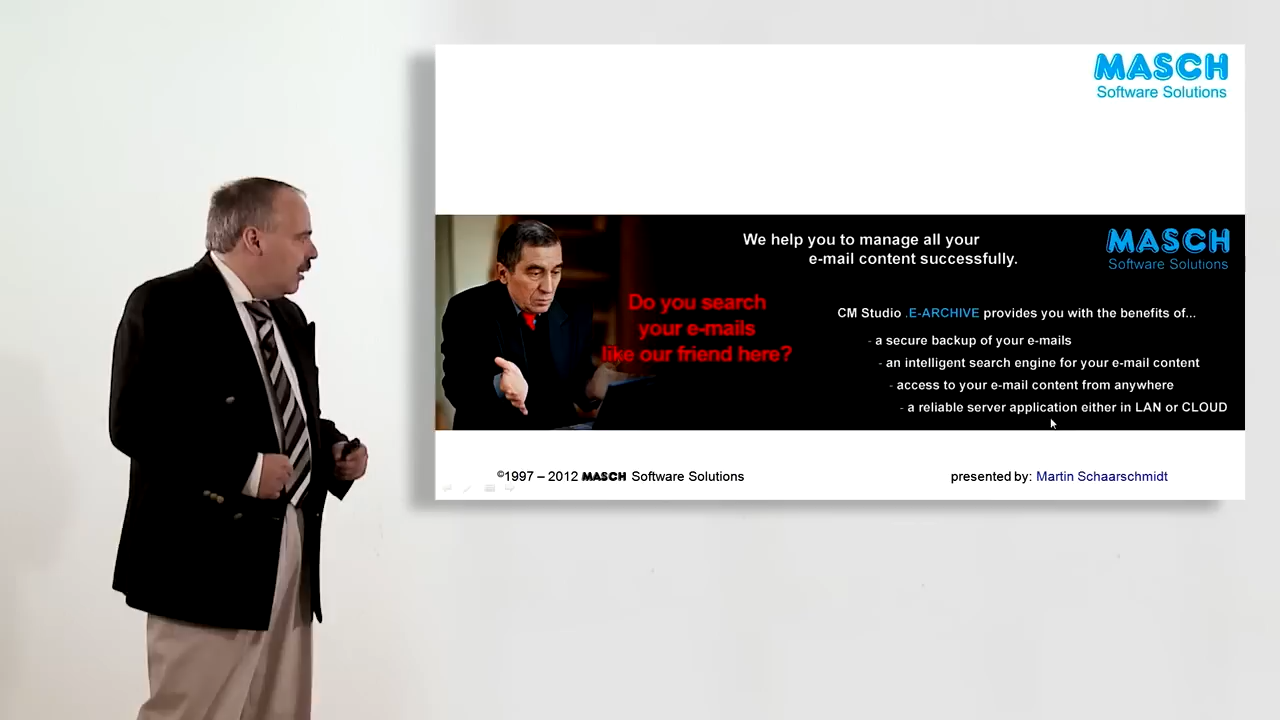 MASCH
Software Solutions
We help you to manage all your
e-mail content successfully.
MASCH
Software Solutions
Do you search
your e-mails
like our friend here?
CM Studio .E-ARCHIVE provides you with the benefits of...
- a secure backup of your e-mails
- an intelligent search engine for your e-mail content
- access to your e-mail content from anywhere
- a reliable server application either in LAN or CLOUD
©1997 – 2012 MASCH Software Solutions
presented by: Martin Schaarschmidt